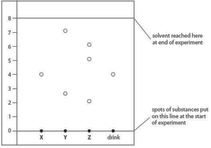 8
solvent reached here
at end of experiment
7
6
5
4
3
2
1
spots of substances put
on this line at the start
of experiment
0
X Y Z drink